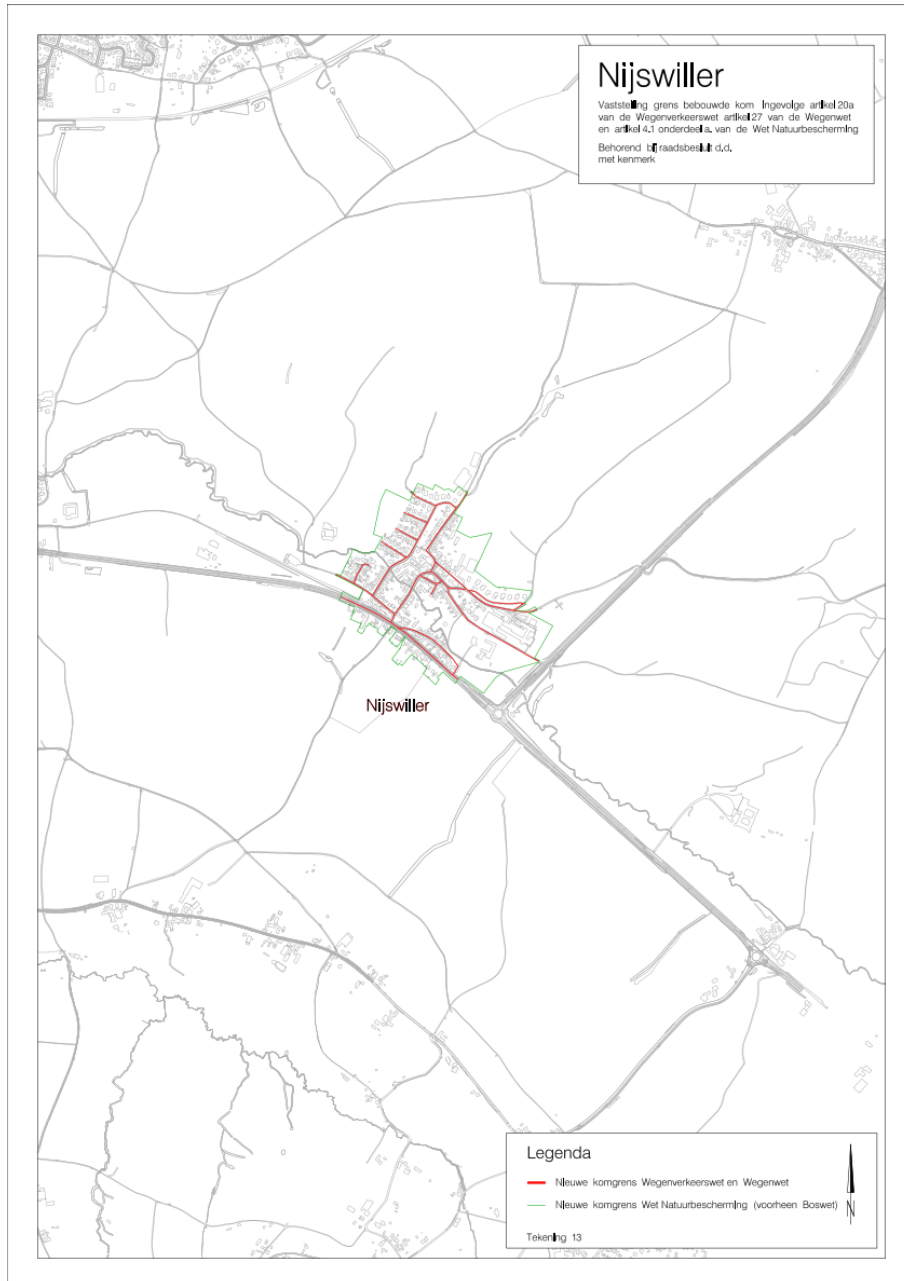 Nijswiller
Vaststelling grens bebouwde kom Ingevolge artikel 20a
van de Wegenverkeerswet artikel 27 van de Wegenwet
en artikel 4.1 onderdeel a. van de Wet Natuurbescherming
Behorend bij raadsbesluit d.d.
met kenmerk
Nijswiller
Legenda
Nieuwe komgrens Wegenverkeerswet en Wegenwet
Nieuwe komgrens Wet Natuurbescherming (voorheen Boswet)
N
Tekening 13